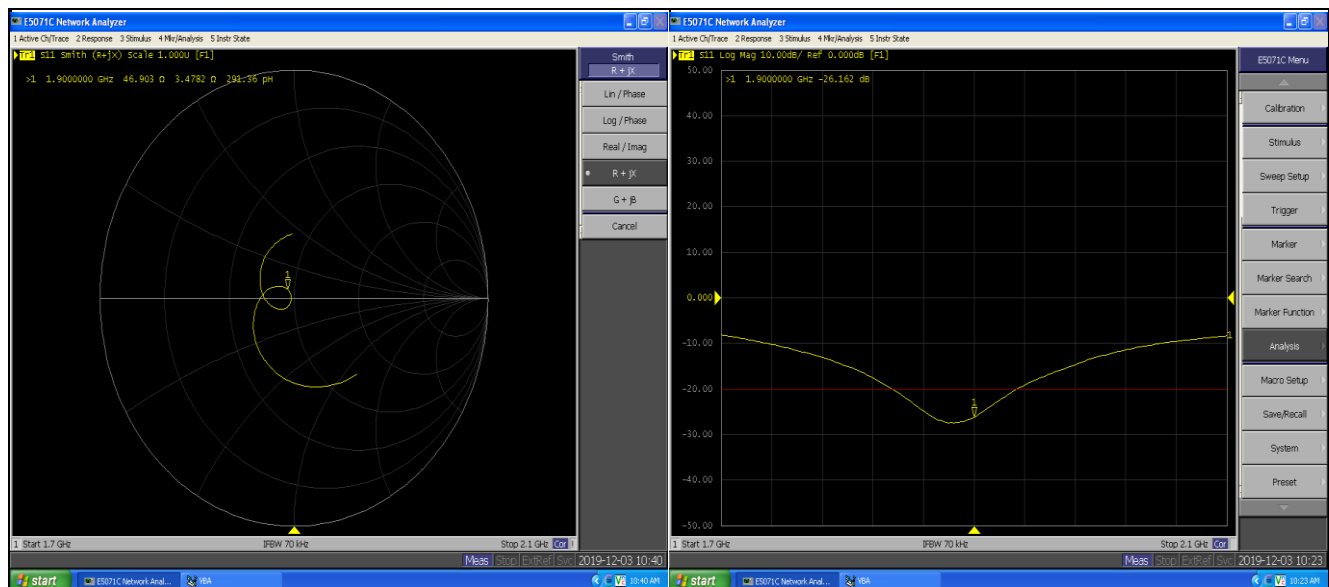 E5071C Network Analyzer
1 Active Ch/Trace 2 Response 3 Stimulus 4 Mkr/Analysis 5 Instr State
Tr1 S11 Smith (R+jX) Scale 1.000U [F1]
>1 1.9000000 GHz 46.903 Ω 3.4782 Ω 291.36 pH
1
Smith
R + jX
Lin / Phase
Log / Phase
Real / Imag
R + jX
G + jB
Cancel
1 Start 1.7 GHz IFBW 70 kHz Stop 2.1 GHz Cor !
Meas Stop ExtRef Svc 2019-12-03 10:40
start E5071C Network Anal... VBA 10:40 AM
E5071C Network Analyzer
1 Active Ch/Trace 2 Response 3 Stimulus 4 Mkr/Analysis 5 Instr State
Tr1 S11 Log Mag 10.00dB/ Ref 0.000dB [F1]
50.00
>1 1.9000000 GHz -26.162 dB
40.00
30.00
20.00
10.00
0.000
-10.00
-20.00
-30.00
-40.00
-50.00
1
1
E5071C Menu
Calibration
Stimulus
Sweep Setup
Trigger
Marker
Marker Search
Marker Function
Analysis
Macro Setup
Save/Recall
System
Preset
1 Start 1.7 GHz IFBW 70 kHz Stop 2.1 GHz Cor
Meas Stop ExtRef Svc 2019-12-03 10:23
start E5071C Network Anal... VBA 10:23 AM